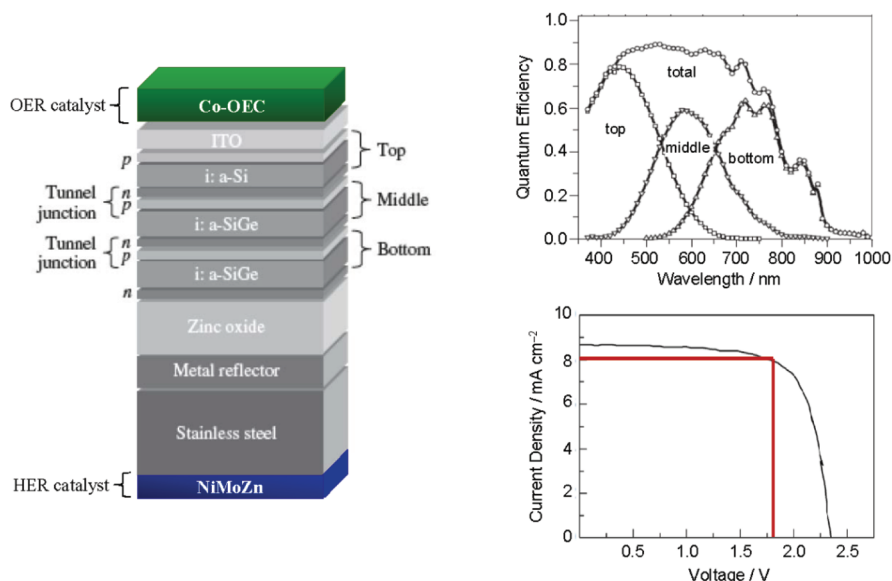 OER catalyst
Co-OEC
ITO
p
Top
i: a-Si
Tunnel
junction
n
p
Middle
i: a-SiGe
Tunnel
junction
n
p
Bottom
i: a-SiGe
n
Zinc oxide
Metal reflector
Stainless steel
HER catalyst
NiMoZn
Quantum Efficiency
1.0
0.8
0.6
0.4
0.2
0.0
total
top
middle
bottom
400 500 600 700 800 900 1000
Wavelength / nm
Current Density / mA cm⁻²
10
8
6
4
2
0
0.5 1.0 1.5 2.0 2.5
Voltage / V